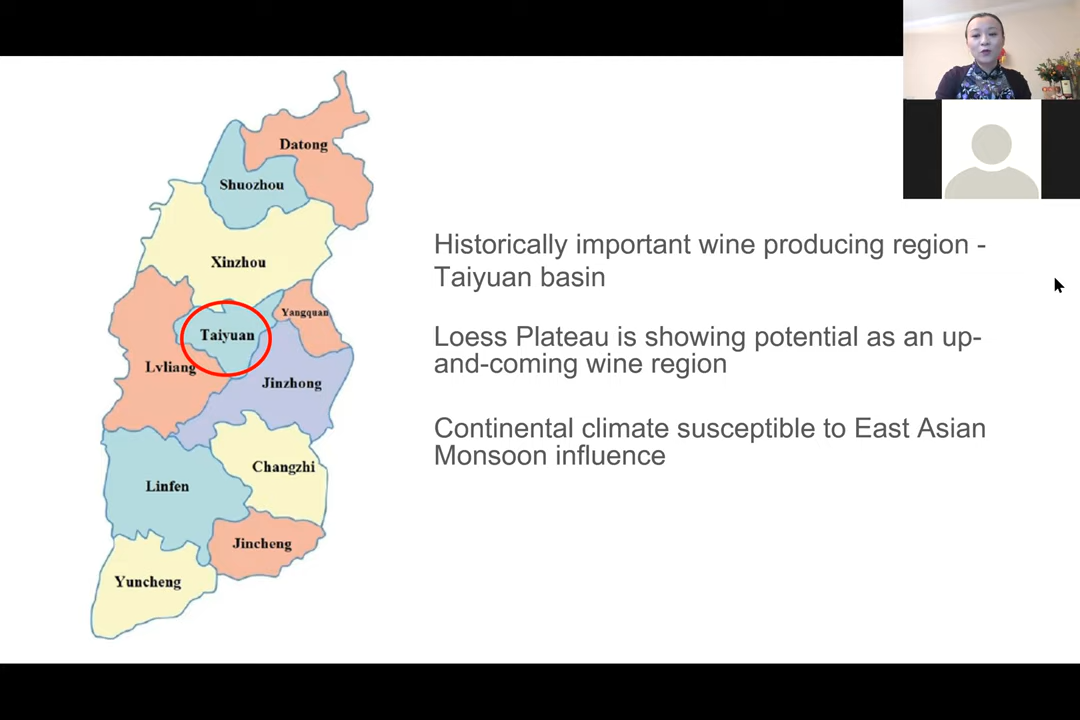 Datong
Shuozhou
Xinzhou
Yangquan
Taiyuan
Lvliang
Jinzhong
Changzhi
Linfen
Jincheng
Yuncheng
Historically important wine producing region -
Taiyuan basin
Loess Plateau is showing potential as an up-
and-coming wine region
Continental climate susceptible to East Asian
Monsoon influence